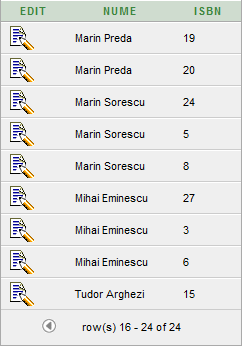 EDIT NUME ISBN
Marin Preda 19
Marin Preda 20
Marin Sorescu 24
Marin Sorescu 5
Marin Sorescu 8
Mihai Eminescu 27
Mihai Eminescu 3
Mihai Eminescu 6
Tudor Arghezi 15
row(s) 16 - 24 of 24